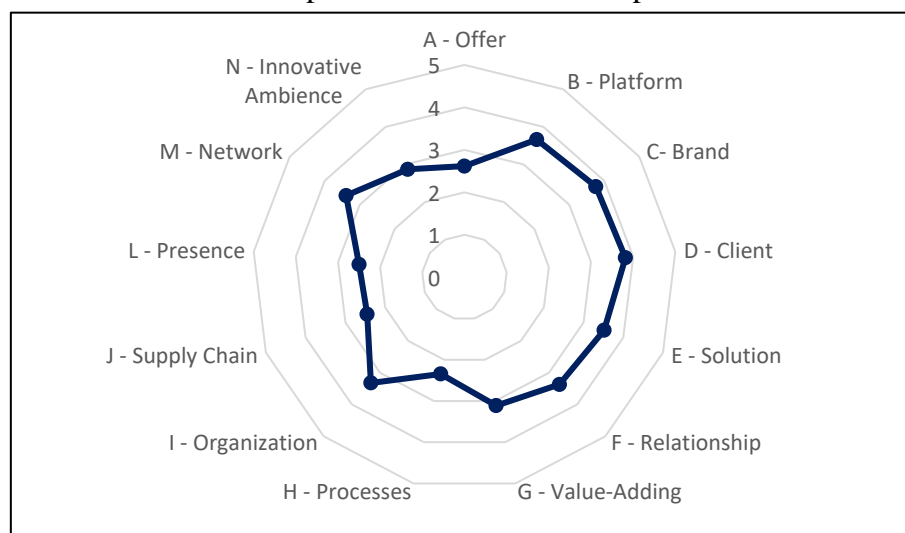 A - Offer
B - Platform
C- Brand
D - Client
E - Solution
F - Relationship
G - Value-Adding
H - Processes
I - Organization
J - Supply Chain
L - Presence
M - Network
N - Innovative
Ambience
5
4
3
2
1
0